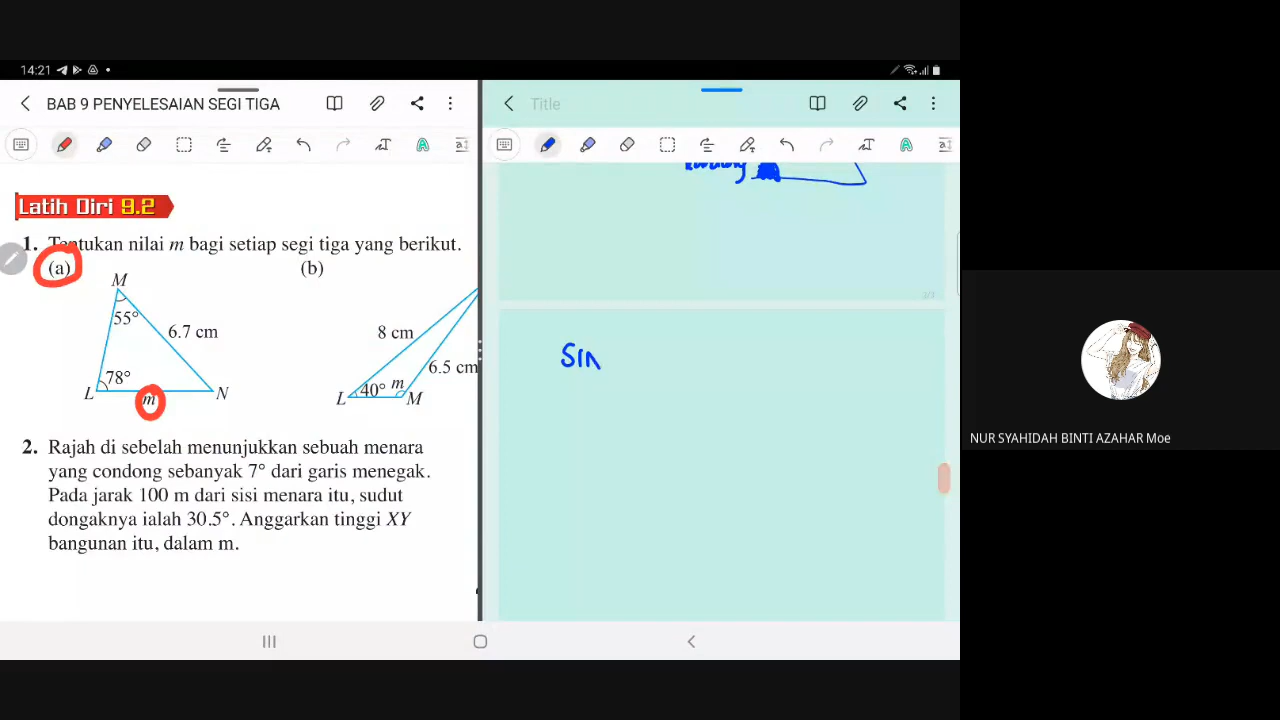 14:21
BAB 9 PENYELESAIAN SEGI TIGA
Title
Latih Diri 9.2
1. Tentukan nilai m bagi setiap segi tiga yang berikut.
(a)
(b)
M
55°
6.7 cm
78°
L
m
N
8 cm
6.5 cm
40°
m
L
M
2. Rajah di sebelah menunjukkan sebuah menara
yang condong sebanyak 7° dari garis menegak.
Pada jarak 100 m dari sisi menara itu, sudut
dongaknya ialah 30.5°. Anggarkan tinggi XY
bangunan itu, dalam m.
sin
NUR SYAHIDAH BINTI AZAHAR Moe